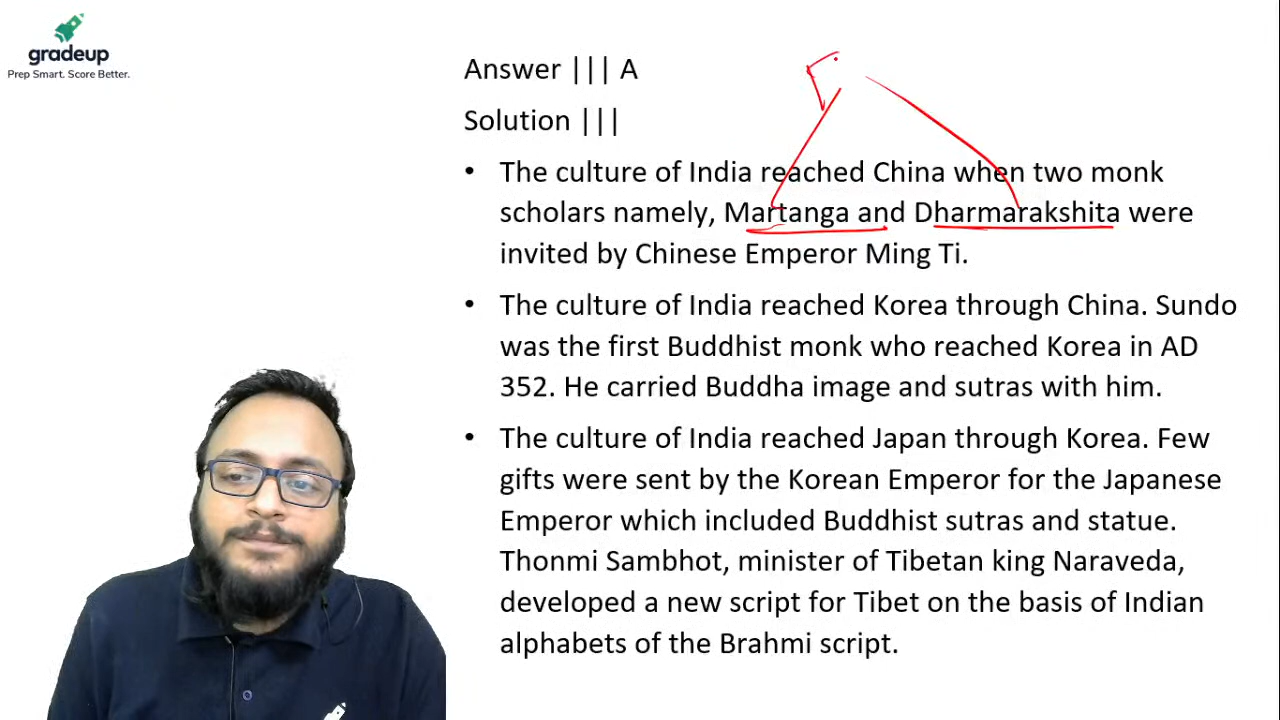 gradeup
Prep Smart. Score Better.
Answer ||| A
Solution |||
• The culture of India reached China when two monk
scholars namely, Martanga and Dharmarakshita were
invited by Chinese Emperor Ming Ti.
• The culture of India reached Korea through China. Sundo
was the first Buddhist monk who reached Korea in AD
352. He carried Buddha image and sutras with him.
• The culture of India reached Japan through Korea. Few
gifts were sent by the Korean Emperor for the Japanese
Emperor which included Buddhist sutras and statue.
Thonmi Sambhot, minister of Tibetan king Naraveda,
developed a new script for Tibet on the basis of Indian
alphabets of the Brahmi script.